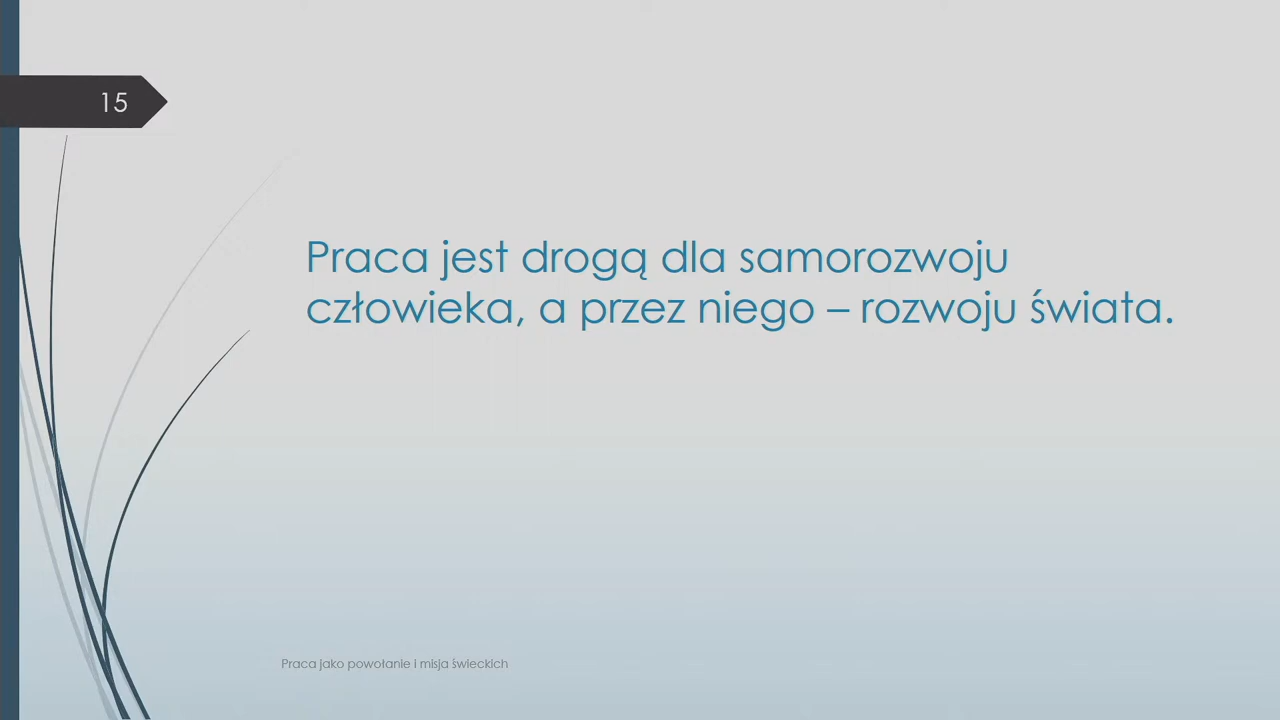 15
Praca jest drogą dla samorozwoju
człowieka, a przez niego – rozwoju świata.
Praca jako powołanie i misja świeckich